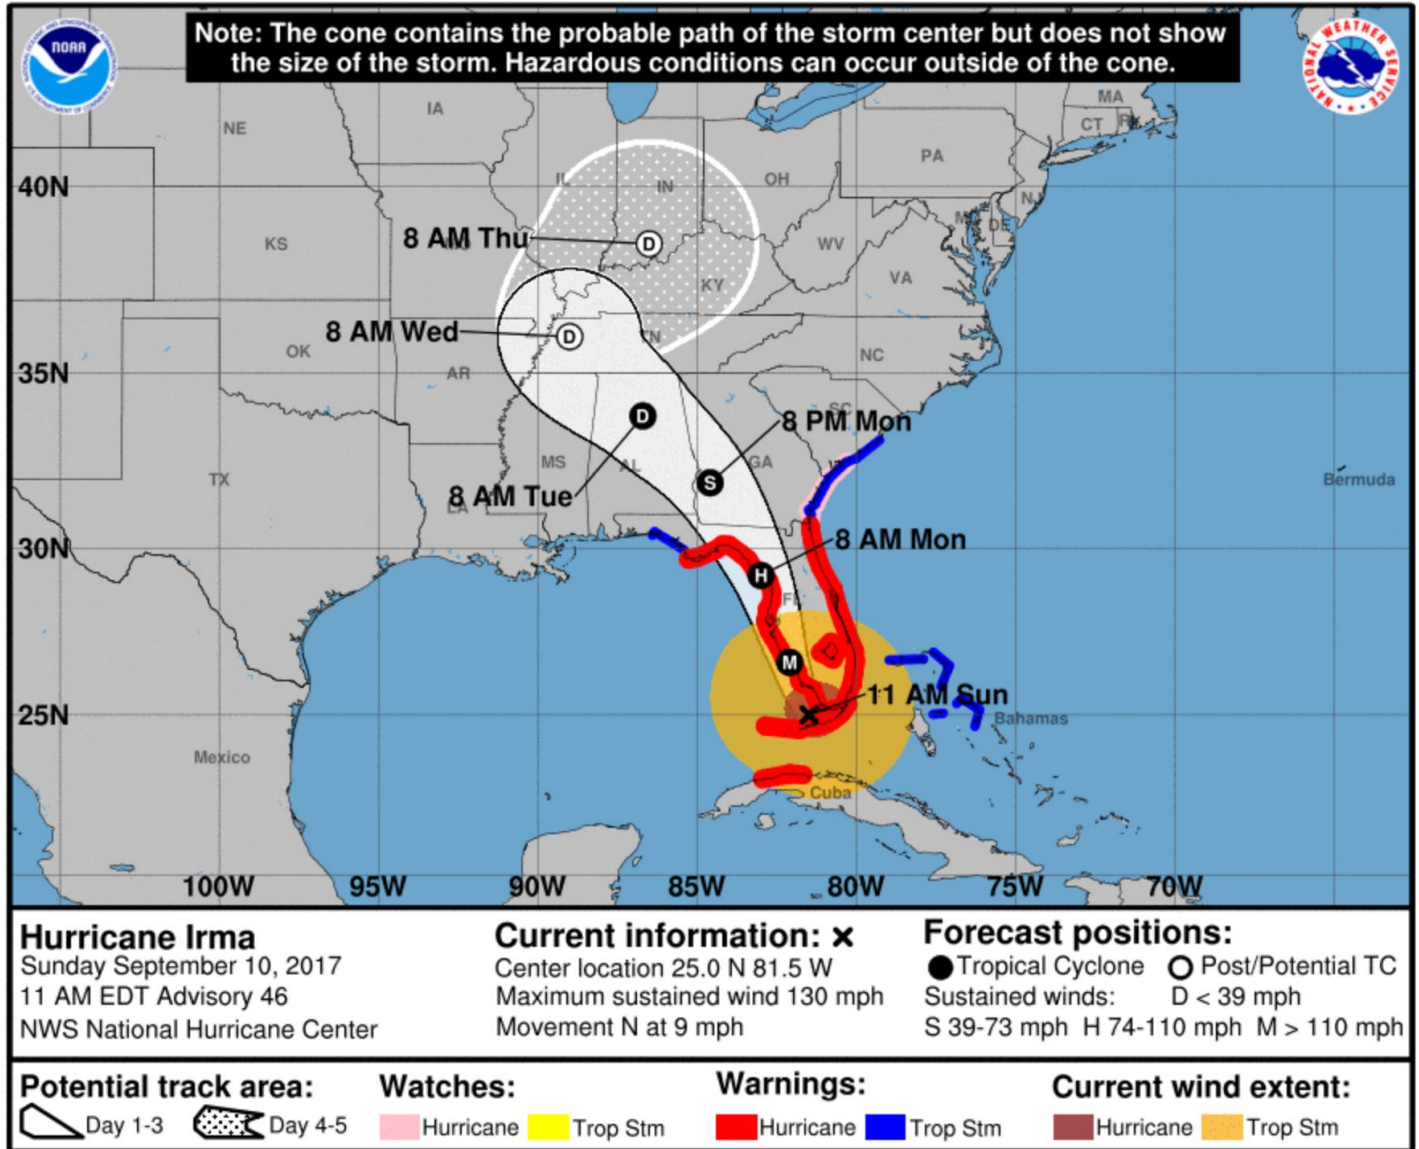 Note: The cone contains the probable path of the storm center but does not show
the size of the storm. Hazardous conditions can occur outside of the cone.
NOAA
NATIONAL WEATHER SERVICE
MA
IA
NE
CT
PA
40N
IL
IN
OH
NJ
DE
8 AM Thu
D
KS
WV
VA
KY
8 AM Wed
D
TN
OK
NC
35N
AR
SC
D
8 PM Mon
MS
AL
GA
TX
S
Bermuda
8 AM Tue
LA
30N
8 AM Mon
H
FL
M
11 AM Sun
25N
Bahamas
Mexico
Cuba
100W 95W 90W 85W 80W 75W 70W
Hurricane Irma
Sunday September 10, 2017
11 AM EDT Advisory 46
NWS National Hurricane Center
Current information: ×
Center location 25.0 N 81.5 W
Maximum sustained wind 130 mph
Movement N at 9 mph
Forecast positions:
Tropical Cyclone Post/Potential TC
Sustained winds: D < 39 mph
S 39-73 mph H 74-110 mph M > 110 mph
Potential track area:
Day 1-3 Day 4-5
Watches:
Hurricane Trop Stm
Warnings:
Hurricane Trop Stm
Current wind extent:
Hurricane Trop Stm